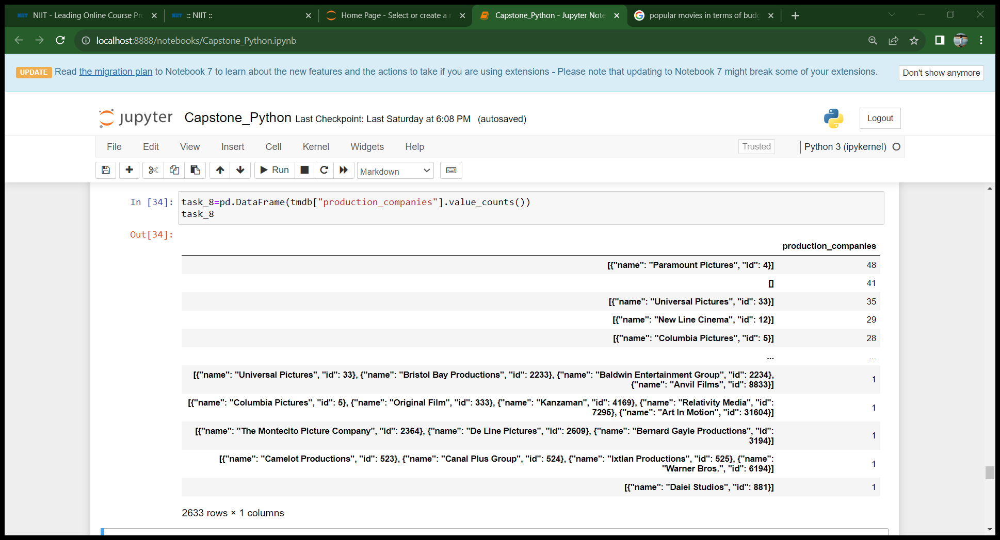 NIIT NIIT - Leading Online Course Pr
NIIT :: NIIT ::
Home Page - Select or create a n
Capstone_Python - Jupyter Note
popular movies in terms of budg
localhost:8888/notebooks/Capstone_Python.ipynb
UPDATE Read the migration plan to Notebook 7 to learn about the new features and the actions to take if you are using extensions - Please note that updating to Notebook 7 might break some of your extensions.
Don't show anymore
jupyter Capstone_Python Last Checkpoint: Last Saturday at 6:08 PM (autosaved)
Logout
File Edit View Insert Cell Kernel Widgets Help
Trusted
Python 3 (ipykernel)
Run
Markdown
In [34]: task_8=pd.DataFrame(tmdb["production_companies"].value_counts())
task_8
Out[34]:
production_companies
[{"name": "Paramount Pictures", "id": 4}] 48
[] 41
[{"name": "Universal Pictures", "id": 33}] 35
[{"name": "New Line Cinema", "id": 12}] 29
[{"name": "Columbia Pictures", "id": 5}] 28
... ...
[{"name": "Universal Pictures", "id": 33}, {"name": "Bristol Bay Productions", "id": 2233}, {"name": "Baldwin Entertainment Group", "id": 2234},
{"name": "Anvil Films", "id": 8833}] 1
[{"name": "Columbia Pictures", "id": 5}, {"name": "Original Film", "id": 333}, {"name": "Kanzaman", "id": 4169}, {"name": "Relativity Media", "id":
7295}, {"name": "Art In Motion", "id": 31604}] 1
[{"name": "The Montecito Picture Company", "id": 2364}, {"name": "De Line Pictures", "id": 2609}, {"name": "Bernard Gayle Productions", "id":
3194}] 1
[{"name": "Camelot Productions", "id": 523}, {"name": "Canal Plus Group", "id": 524}, {"name": "Ixtlan Productions", "id": 525}, {"name":
"Warner Bros.", "id": 6194}] 1
[{"name": "Daiei Studios", "id": 881}] 1
2633 rows × 1 columns